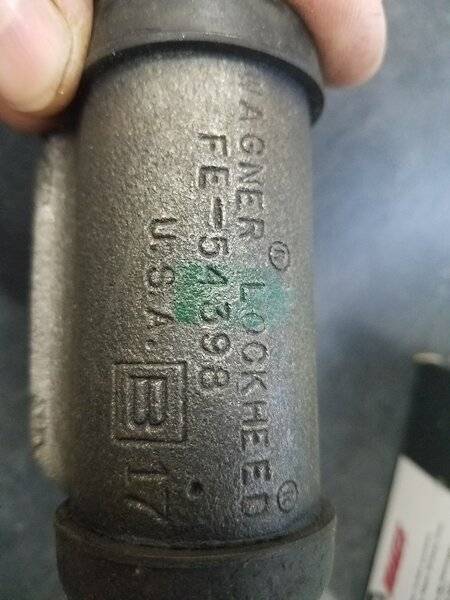 WAGNER® LOCKHEED®
FE-54398
U.S.A. B 17